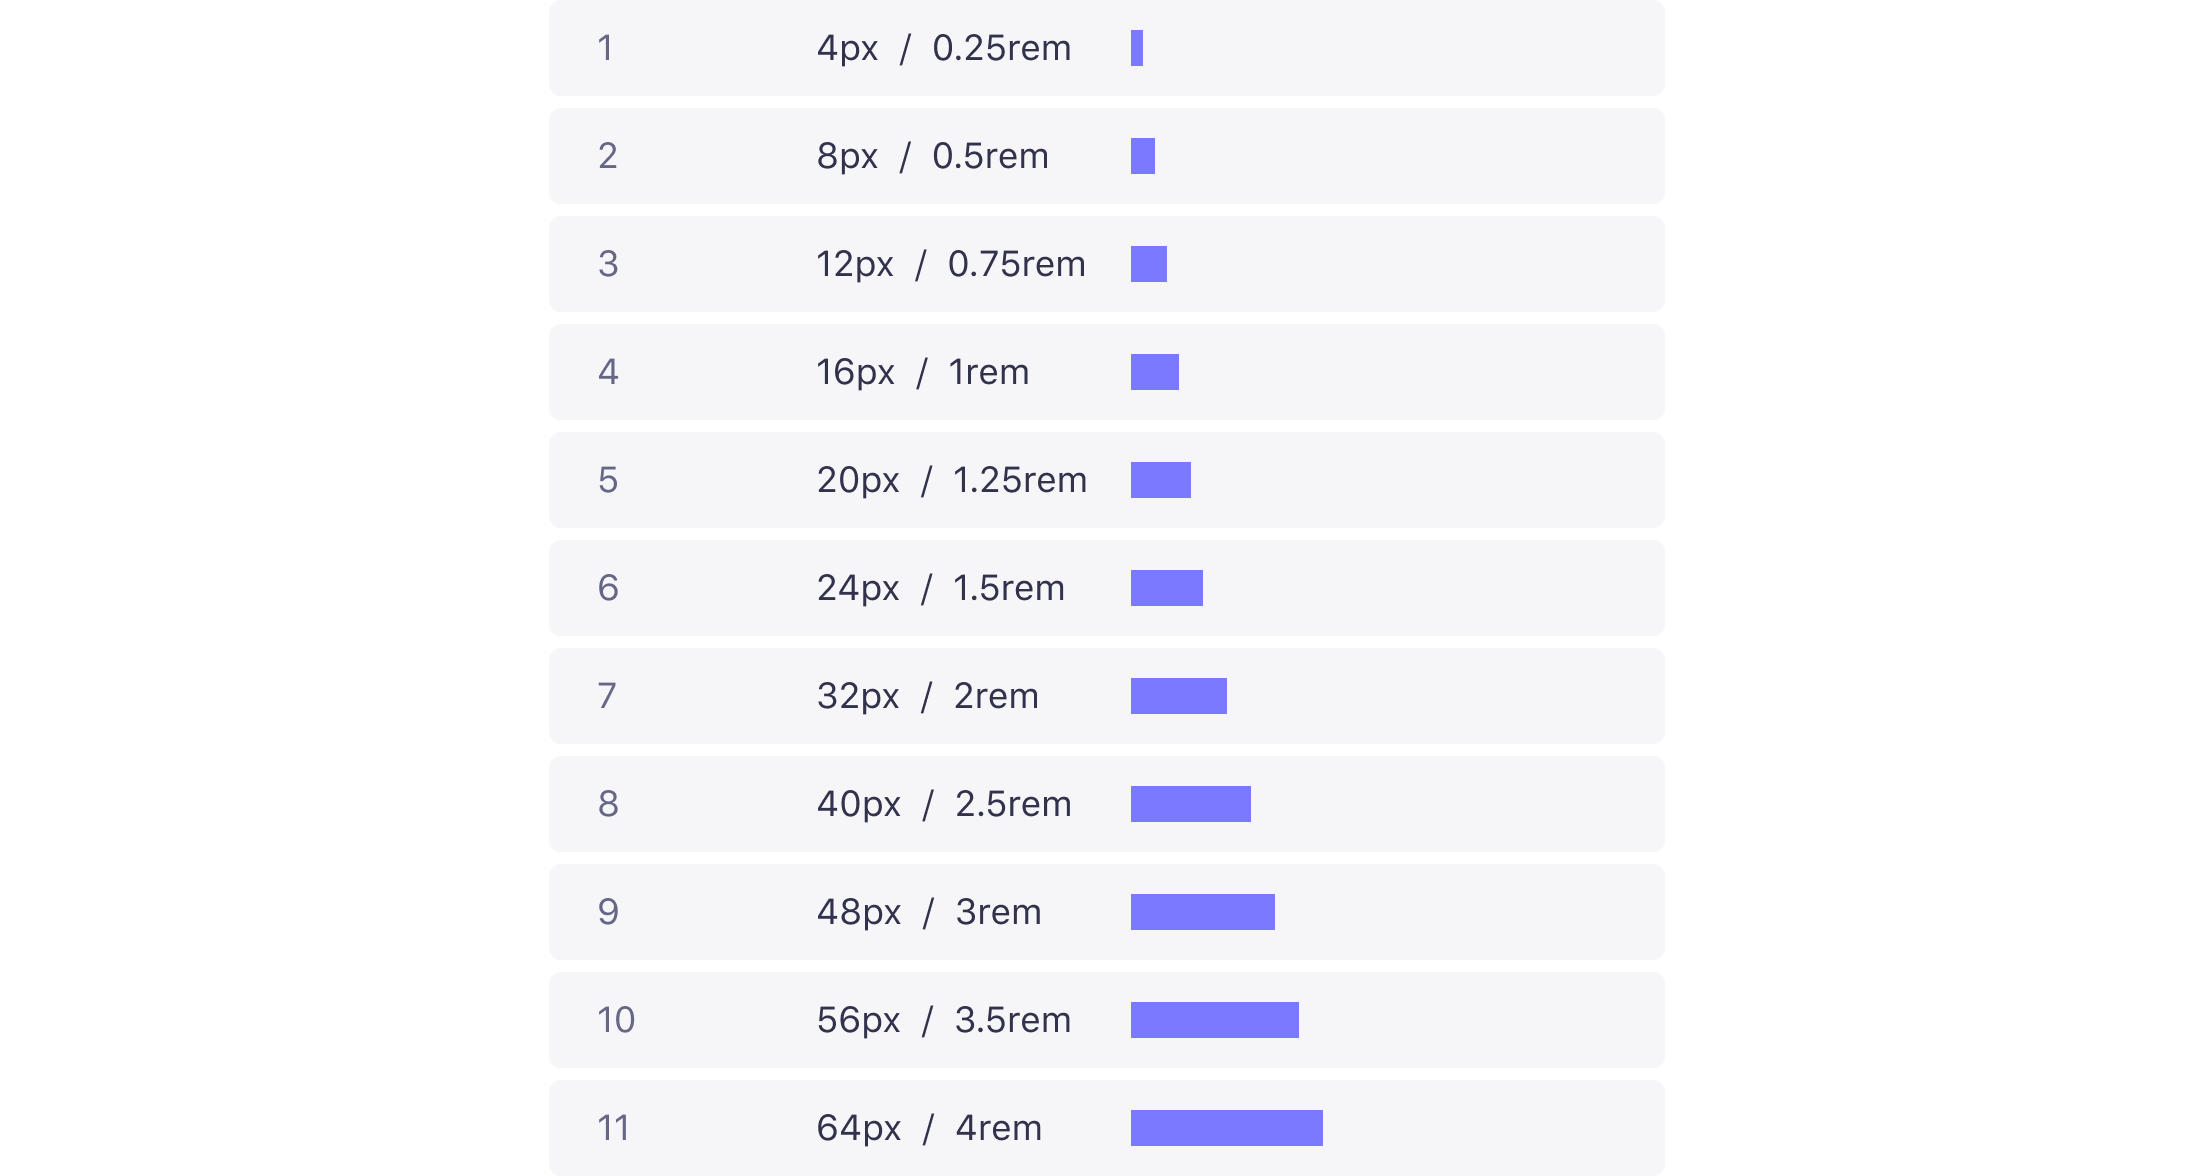 1 4px / 0.25rem
2 8px / 0.5rem
3 12px / 0.75rem
4 16px / 1rem
5 20px / 1.25rem
6 24px / 1.5rem
7 32px / 2rem
8 40px / 2.5rem
9 48px / 3rem
10 56px / 3.5rem
11 64px / 4rem